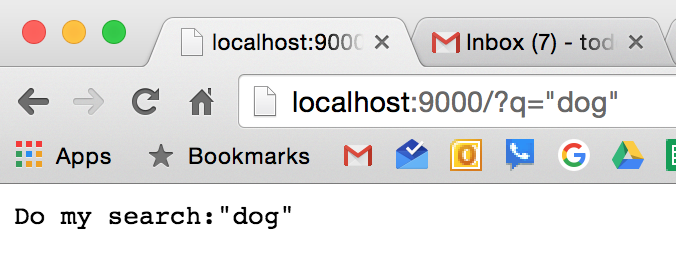 localhost:9000 Inbox (7) - tod
localhost:9000/?q="dog"
Apps Bookmarks
Do my search:"dog"